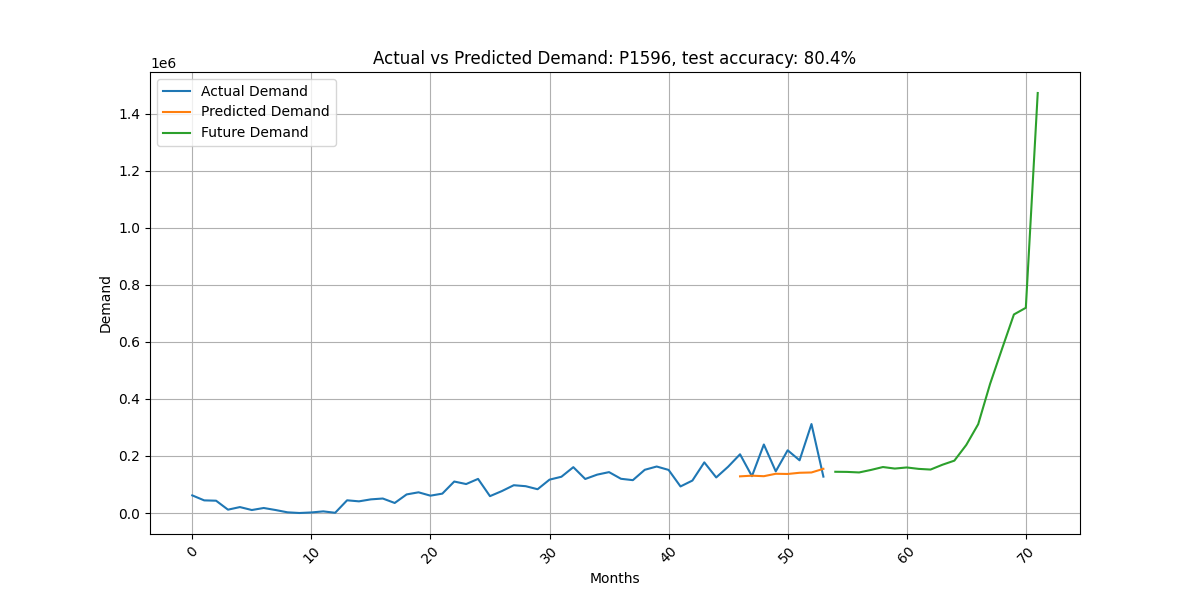 Actual vs Predicted Demand: P1596, test accuracy: 80.4%
1e6
Actual Demand
Predicted Demand
Future Demand
1.4
1.2
1.0
0.8
0.6
0.4
0.2
0.0
Demand
0 10 20 30 40 50 60 70
Months